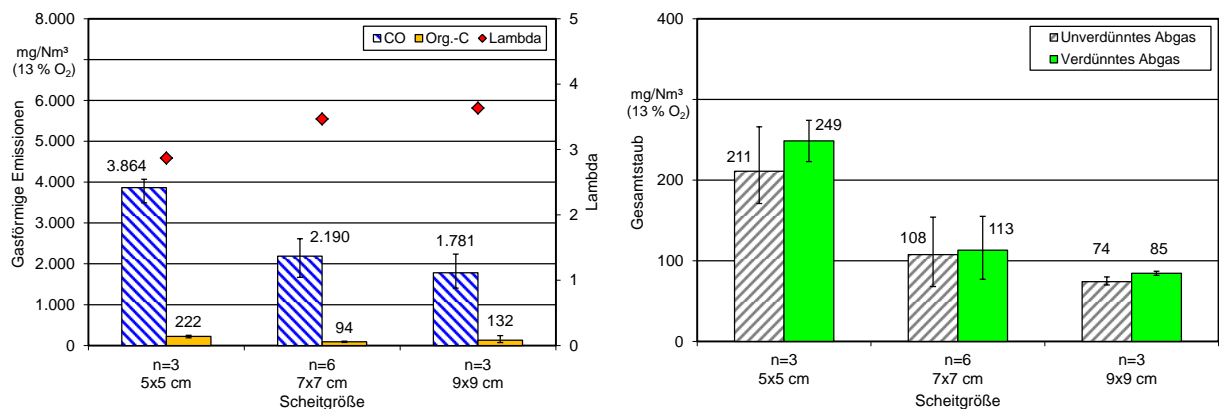 8.000
mg/Nm³
(13 % O₂)
6.000
5.000
4.000
3.000
2.000
1.000
0
Gasförmige Emissionen
CO
Org.-C
Lambda
3.864
2.190
1.781
222
94
132
5
4
3
2
1
0
Lambda
n=3
n=6
n=3
5x5 cm
7x7 cm
9x9 cm
Scheitgröße
400
mg/Nm³
(13 % O₂)
200
100
0
Gesamtstaub
Unverdünntes Abgas
Verdünntes Abgas
211
249
108
113
74
85
n=3
n=6
n=3
5x5 cm
7x7 cm
9x9 cm
Scheitgröße